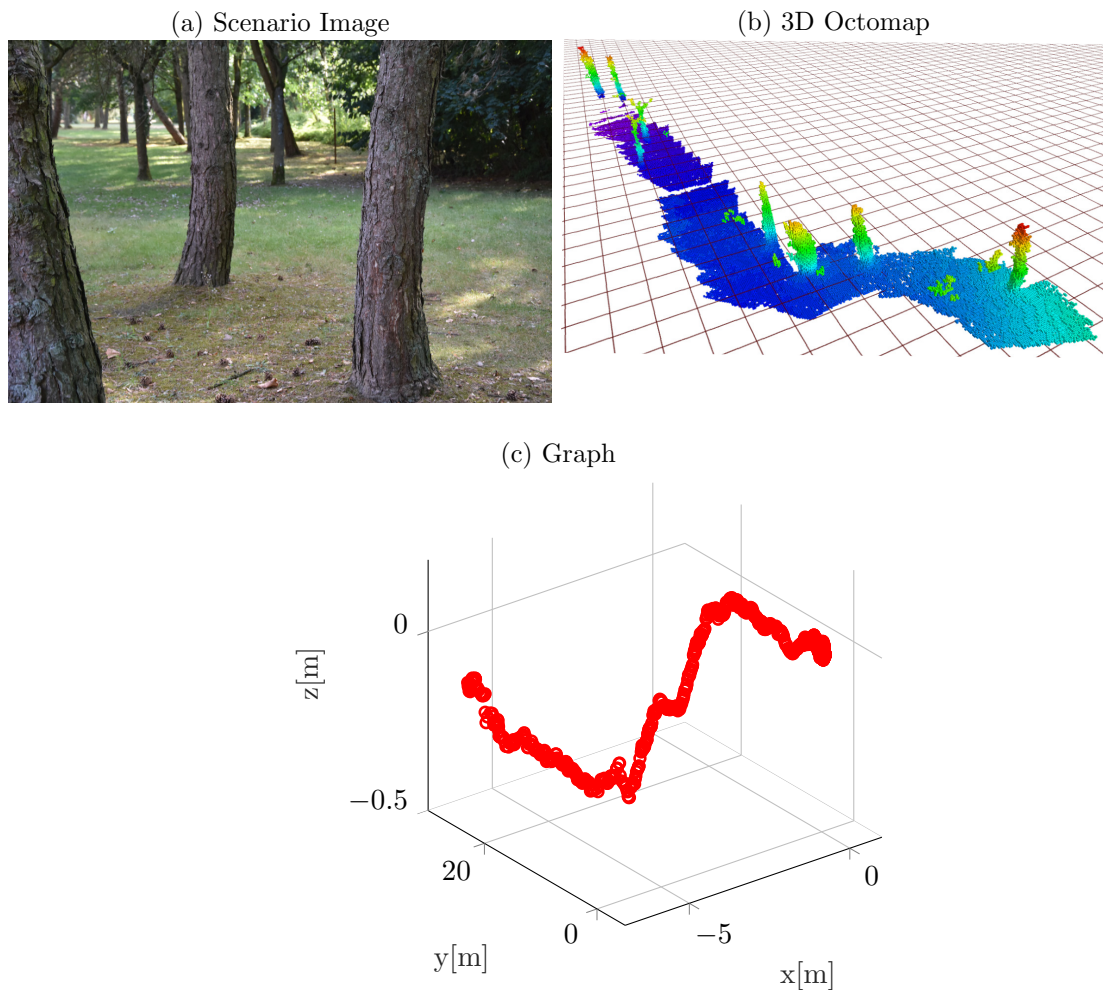 (a) Scenario Image
(b) 3D Octomap
(c) Graph
0
−0.5
z[m]
20
0
y[m]
−5
0
x[m]